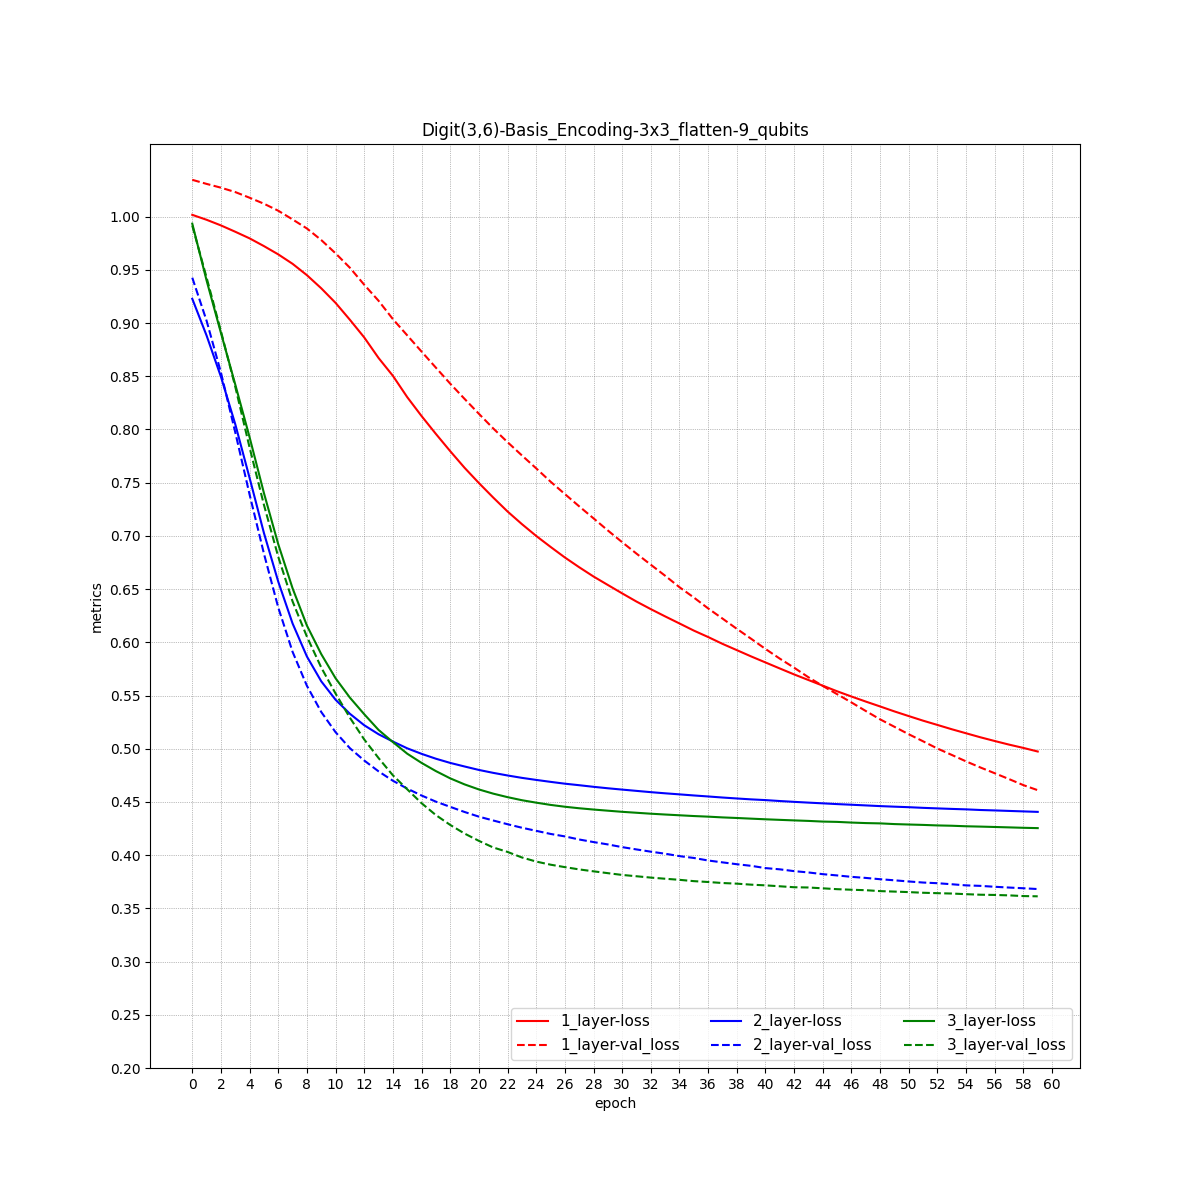 Digit(3,6)-Basis_Encoding-3x3_flatten-9_qubits
metrics
1.00
0.95
0.90
0.85
0.80
0.75
0.70
0.65
0.60
0.55
0.50
0.45
0.40
0.35
0.30
0.25
0.20
1_layer-loss 2_layer-loss 3_layer-loss
1_layer-val_loss 2_layer-val_loss 3_layer-val_loss
0 2 4 6 8 10 12 14 16 18 20 22 24 26 28 30 32 34 36 38 40 42 44 46 48 50 52 54 56 58 60
epoch